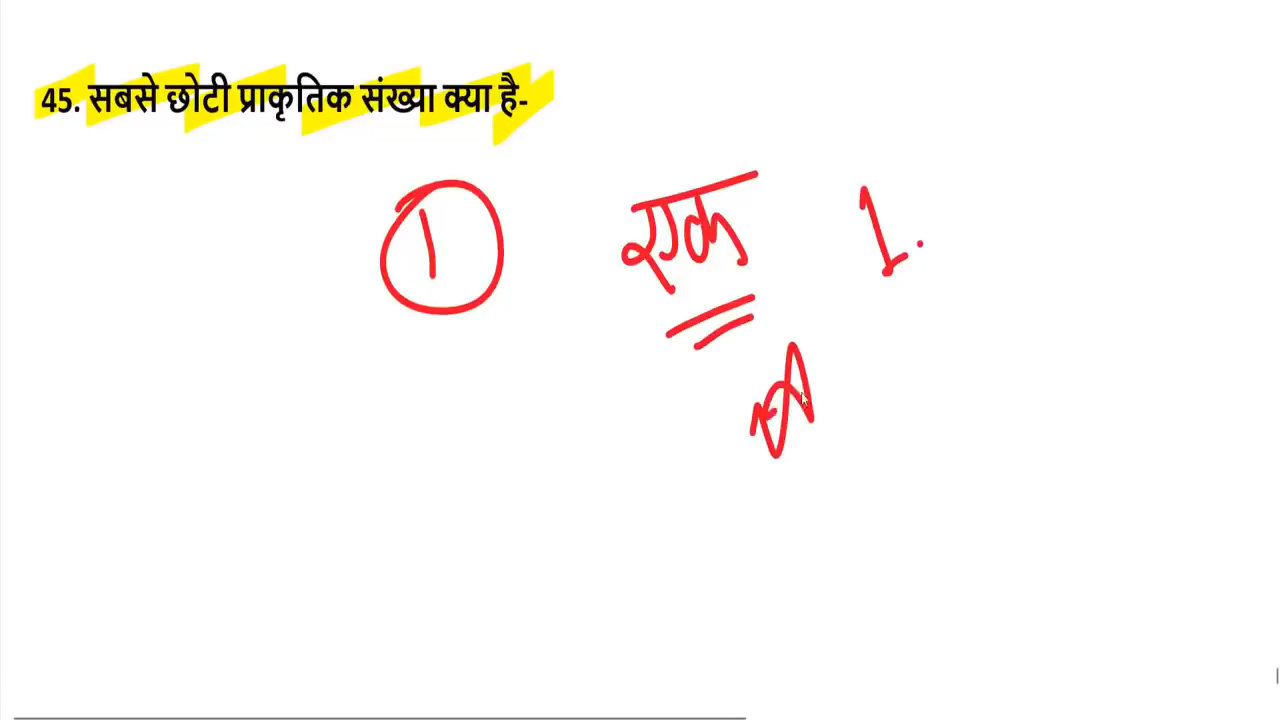 45. सबसे छोटी प्राकृतिक संख्या क्या है-
1 एक 1.